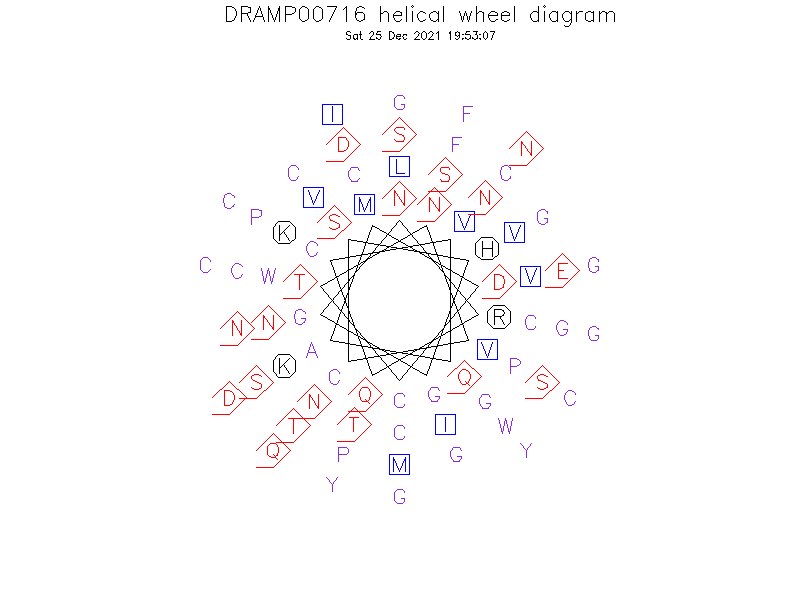 DRAMP00716 helical wheel diagram
Sat 25 Dec 2021 19:53:07
G
I F
S
D F N
L
C C S C
V M N N N
C
P S V G
K V
C H
C C W T D V E G
N N G R C G G
A V
K P
S C Q S
D N Q C G G C
T T C I W
Q P G Y
M
Y
G